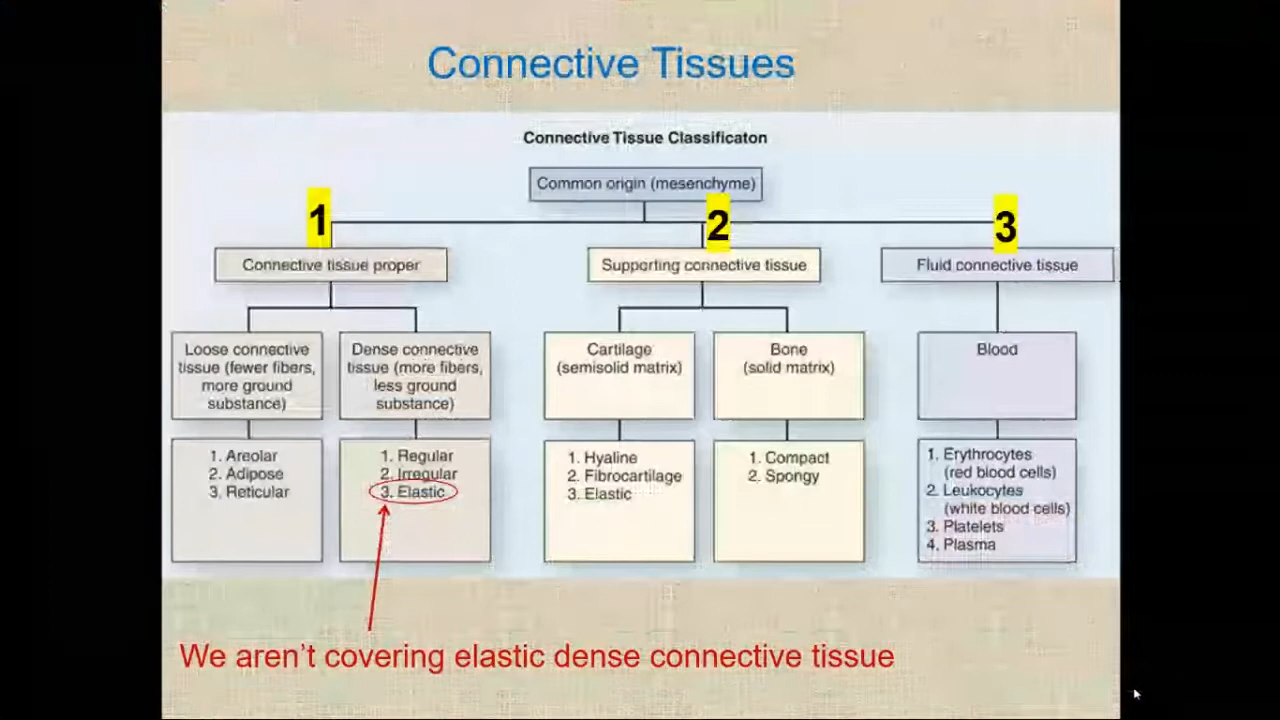 Connective Tissues
Connective Tissue Classificaton
Common origin (mesenchyme)
1
2
3
Connective tissue proper
Supporting connective tissue
Fluid connective tissue
Loose connective
tissue (fewer fibers,
more ground
substance)
Dense connective
tissue (more fibers,
less ground
substance)
Cartilage
(semisolid matrix)
Bone
(solid matrix)
Blood
1. Areolar
2. Adipose
3. Reticular
1. Regular
2. Irregular
3. Elastic
1. Hyaline
2. Fibrocartilage
3. Elastic
1. Compact
2. Spongy
1. Erythrocytes
(red blood cells)
2. Leukocytes
(white blood cells)
3. Platelets
4. Plasma
We aren't covering elastic dense connective tissue